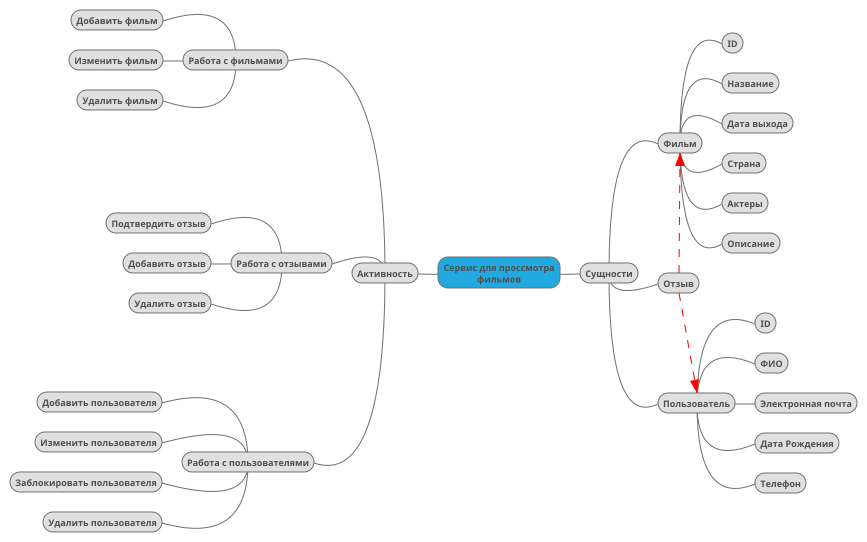 Добавить фильм
Изменить фильм
Удалить фильм
Работа с фильмами
Подтвердить отзыв
Добавить отзыв
Удалить отзыв
Работа с отзывами
Добавить пользователя
Изменить пользователя
Заблокировать пользователя
Удалить пользователя
Работа с пользователями
Активность
Сервис для проссмотра
фильмов
Сущности
Фильм
ID
Название
Дата выхода
Страна
Актеры
Описание
Отзыв
Пользователь
ID
ФИО
Электронная почта
Дата Рождения
Телефон